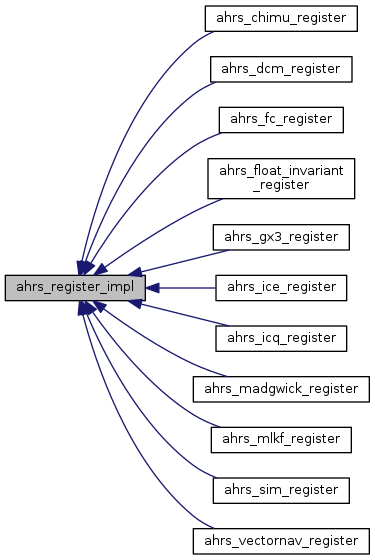 ahrs_chimu_register
ahrs_dcm_register
ahrs_fc_register
ahrs_float_invariant
_register
ahrs_gx3_register
ahrs_register_impl
ahrs_ice_register
ahrs_icq_register
ahrs_madgwick_register
ahrs_mlkf_register
ahrs_sim_register
ahrs_vectornav_register